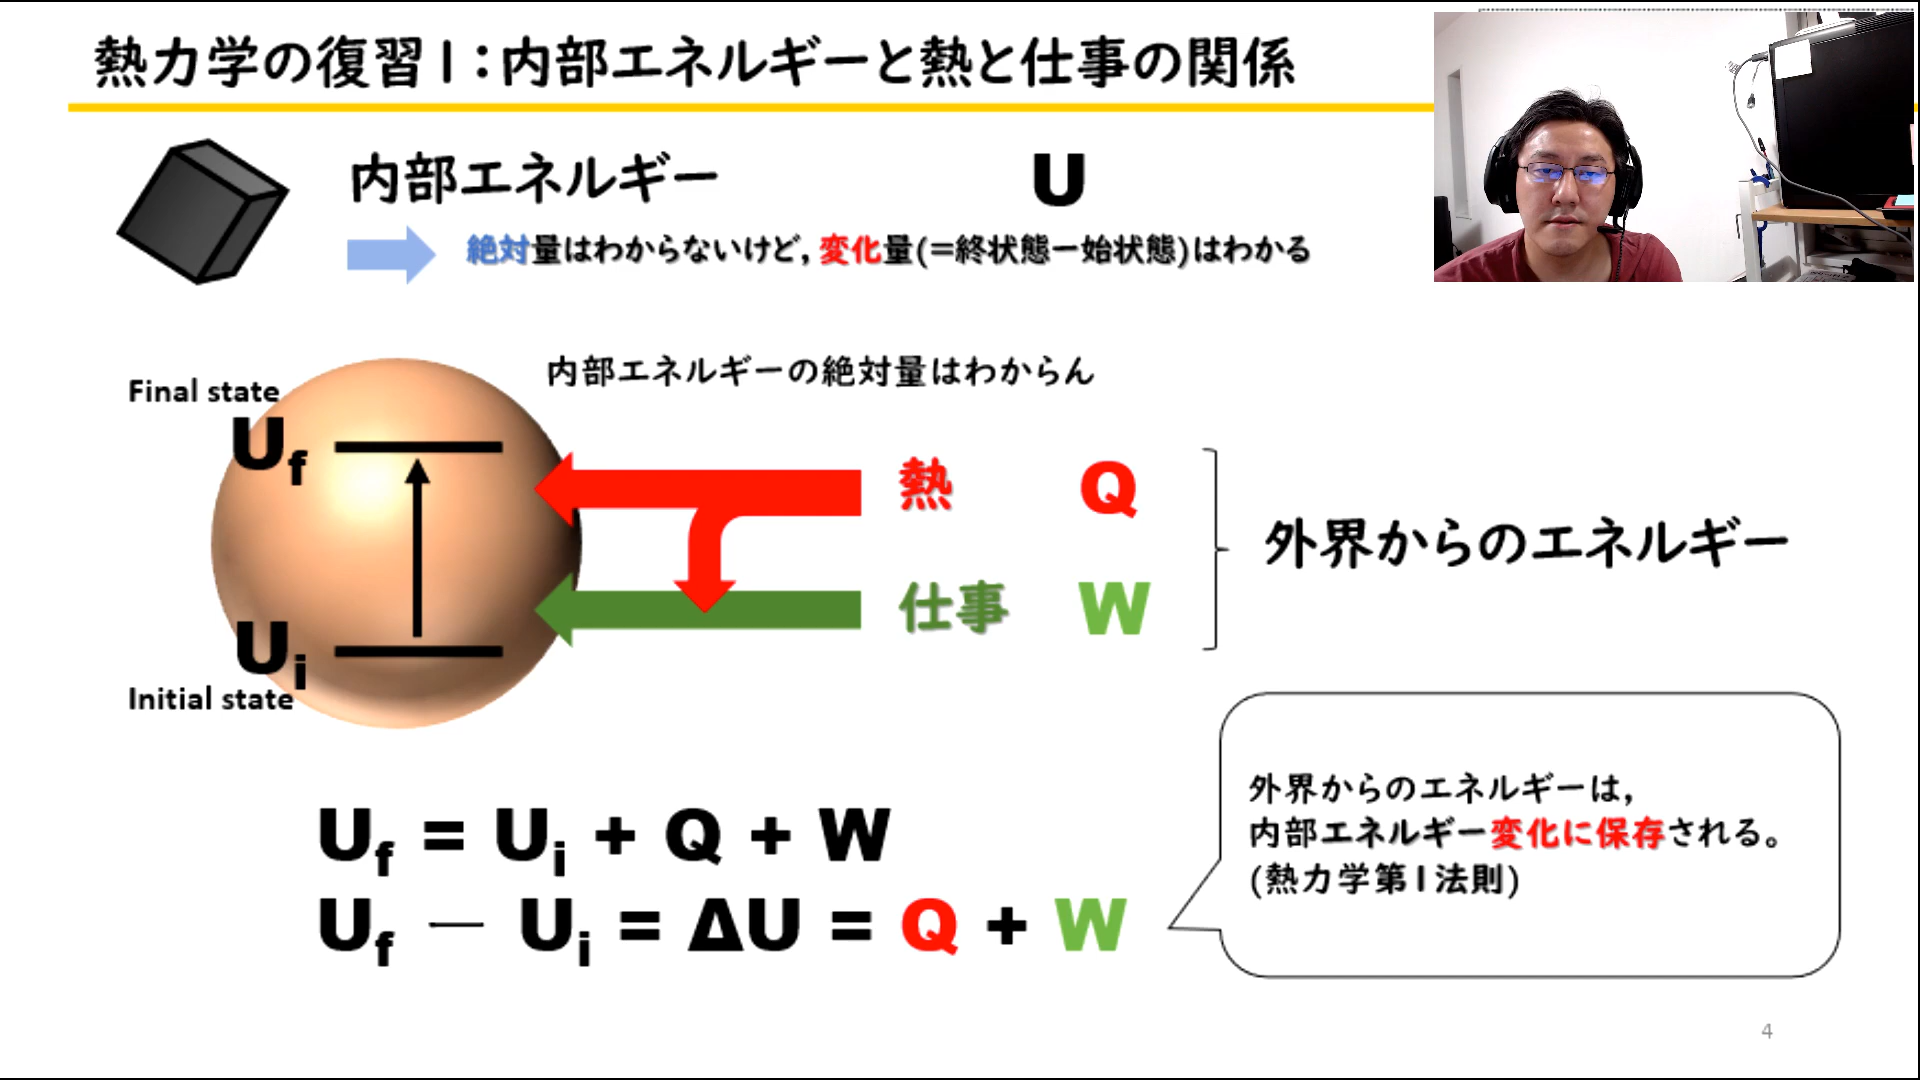 熱力学の復習1：内部エネルギーと熱と仕事の関係
内部エネルギー U
絶対量はわからないけど，変化量(=終状態ー始状態)はわかる
内部エネルギーの絶対量はわからん
Final state
Uf
熱 Q
外界からのエネルギー
仕事 W
Ui
Initial state
外界からのエネルギーは，
内部エネルギー変化に保存される。
(熱力学第1法則)
Uf = Ui + Q + W
Uf － Ui = ΔU = Q + W
4